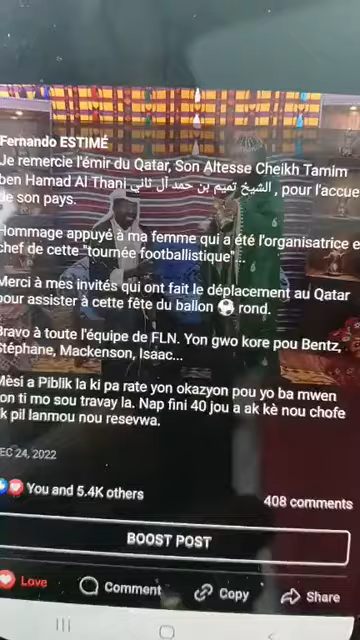 Fernando ESTIMÉ
Je remercie l'émir du Qatar, Son Altesse Cheikh Tamim
ben Hamad Al Thani الشيخ تميم بن حمد آل ثاني , pour l'accue
de son pays.
Hommage appuyé à ma femme qui a été l'organisatrice e
chef de cette "tournée footballistique"...
Merci à mes invités qui ont fait le déplacement au Qatar
pour assister à cette fête du ballon ⚽ rond.
Bravo à toute l'équipe de FLN. Yon gwo kore pou Bentz,
Stéphane, Mackenson, Isaac...
Mèsi a Piblik la ki pa rate yon okazyon pou yo ba mwen
on ti mo sou travay la. Nap fini 40 jou a ak kè nou chofe
k pil lanmou nou resevwa.
EC 24, 2022
You and 5.4K others
408 comments
BOOST POST
Love Comment Copy Share